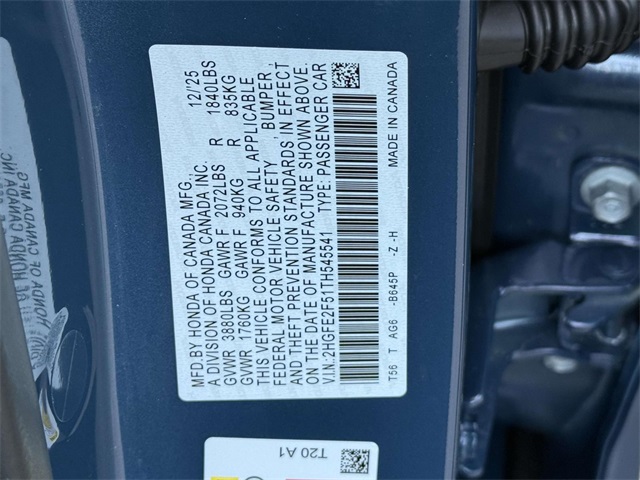 MFD.BY HONDA OF CANADA MFG., 12/'25
A DIVISION OF HONDA CANADA INC.
GVWR 3880LBS GAWR F 2072LBS R 1840LBS
GVWR 1760KG GAWR F 940KG R 835KG
THIS VEHICLE CONFORMS TO ALL APPLICABLE
FEDERAL MOTOR VEHICLE SAFETY , BUMPER ,
AND THEFT PREVENTION STANDARDS IN EFFECT
ON THE DATE OF MANUFACTURE SHOWN ABOVE.
V.I.N.:2HGFE2F51TH545541 TYPE: PASSENGER CAR
T56 T AG6 -B645P -Z -H MADE IN CANADA
T20 A1